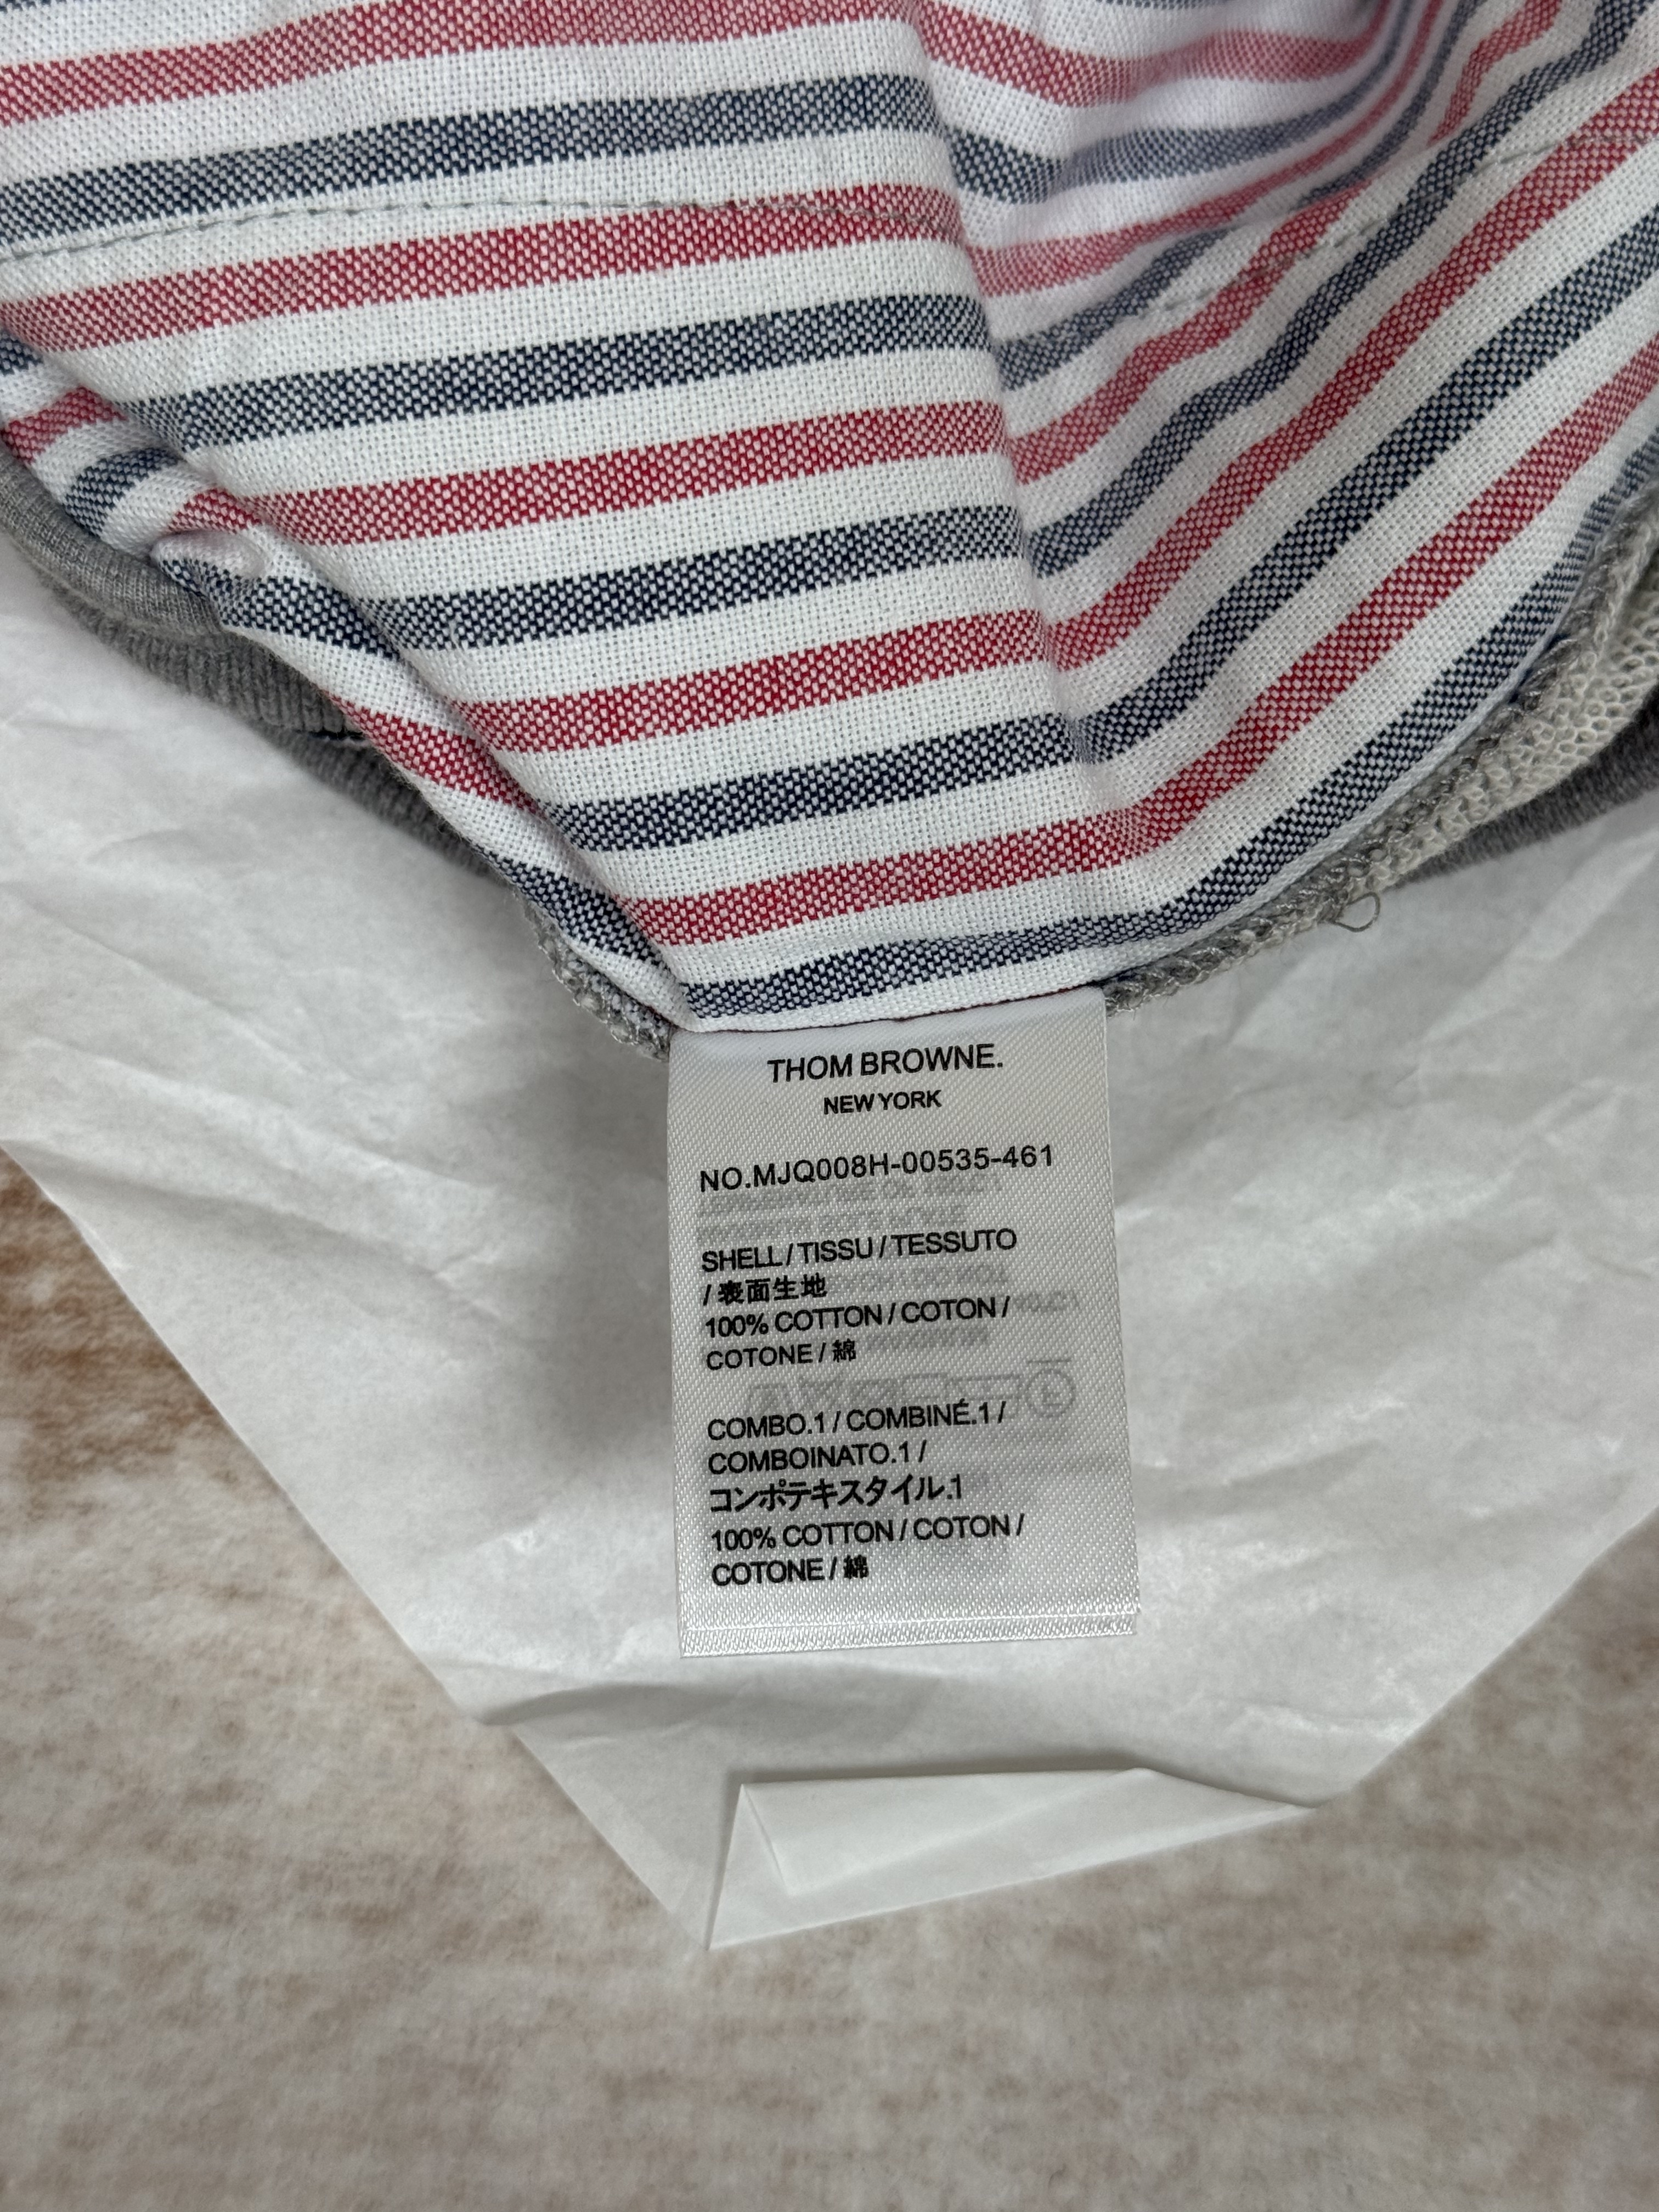 THOM BROWNE.
NEW YORK
NO.MJQ008H-00535-461
SHELL / TISSU / TESSUTO
/ 表面生地
100% COTTON / COTON /
COTONE / 綿
COMBO.1 / COMBINÉ.1 /
COMBOINATO.1 /
コンポテキスタイル.1
100% COTTON / COTON /
COTONE / 綿